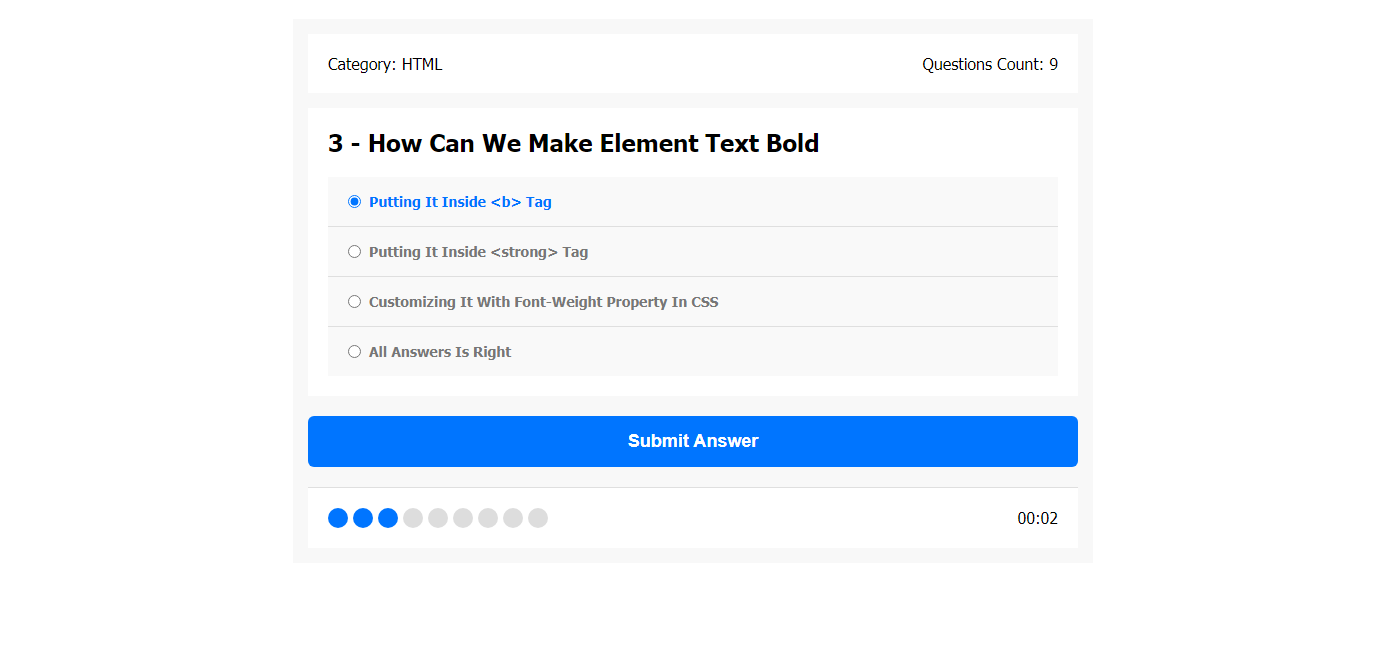 Category: HTML
Questions Count: 9
3 - How Can We Make Element Text Bold
Putting It Inside <b> Tag
Putting It Inside <strong> Tag
Customizing It With Font-Weight Property In CSS
All Answers Is Right
Submit Answer
00:02